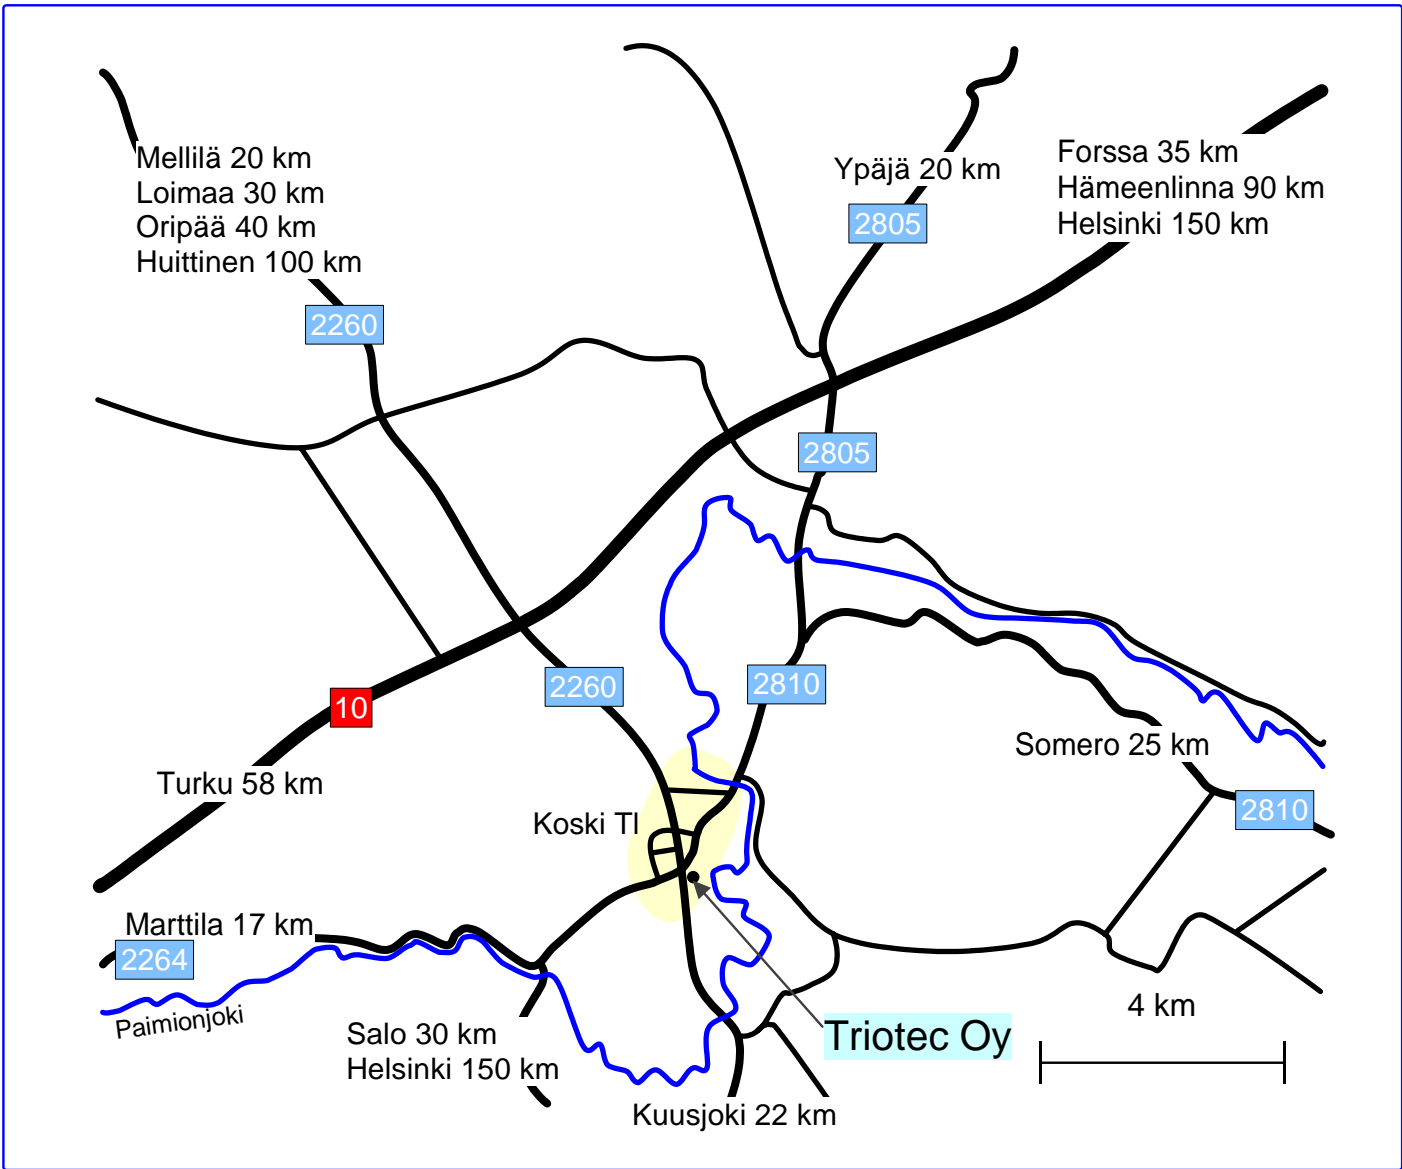 Mellilä 20 km
Loimaa 30 km
Oripää 40 km
Huittinen 100 km
2260
Ypäjä 20 km
2805
Forssa 35 km
Hämeenlinna 90 km
Helsinki 150 km
2805
2260
2810
10
Turku 58 km
Somero 25 km
2810
Koski Tl
Marttila 17 km
2264
Paimionjoki
Salo 30 km
Helsinki 150 km
Triotec Oy
4 km
Kuusjoki 22 km